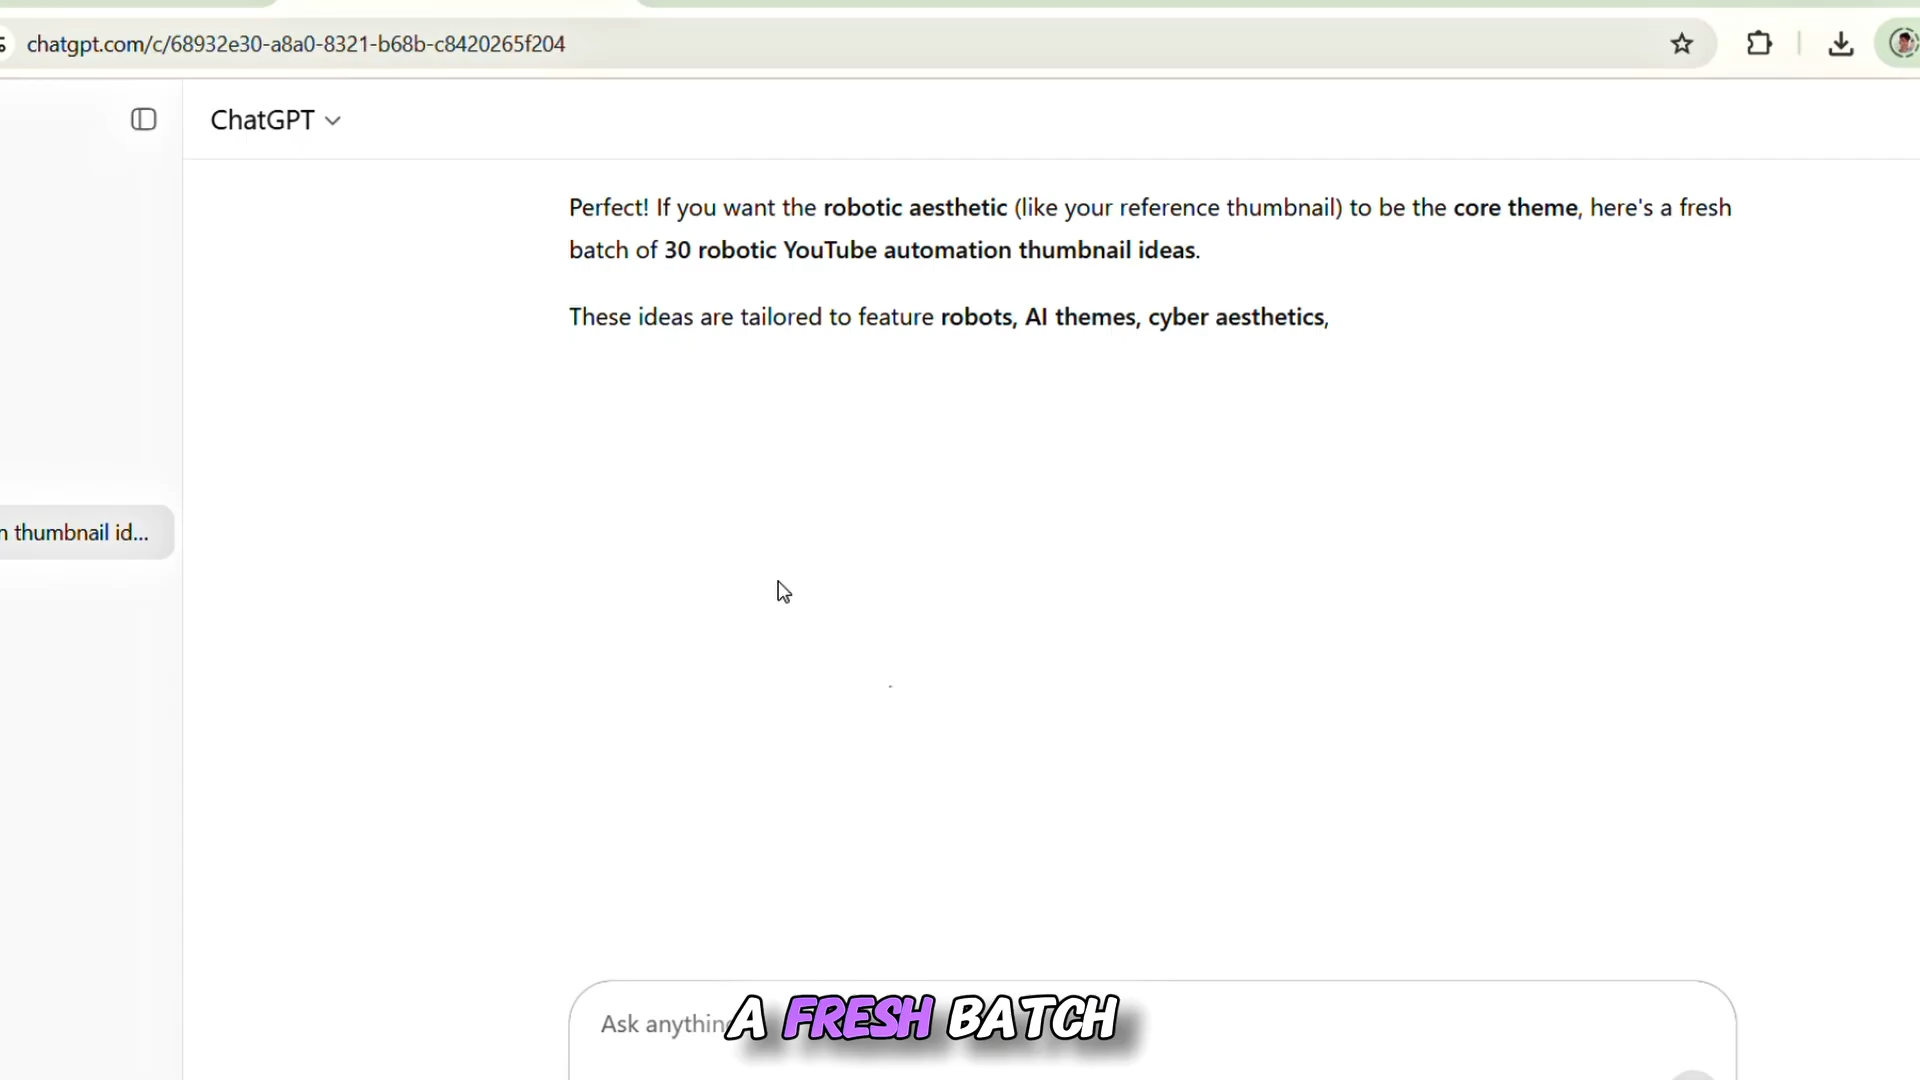 chatgpt.com/c/68932e30-a8a0-8321-b68b-c8420265f204
ChatGPT
Perfect! If you want the robotic aesthetic (like your reference thumbnail) to be the core theme, here's a fresh
batch of 30 robotic YouTube automation thumbnail ideas.
These ideas are tailored to feature robots, AI themes, cyber aesthetics,
n thumbnail id...
Ask anythin
A FRESH BATCH